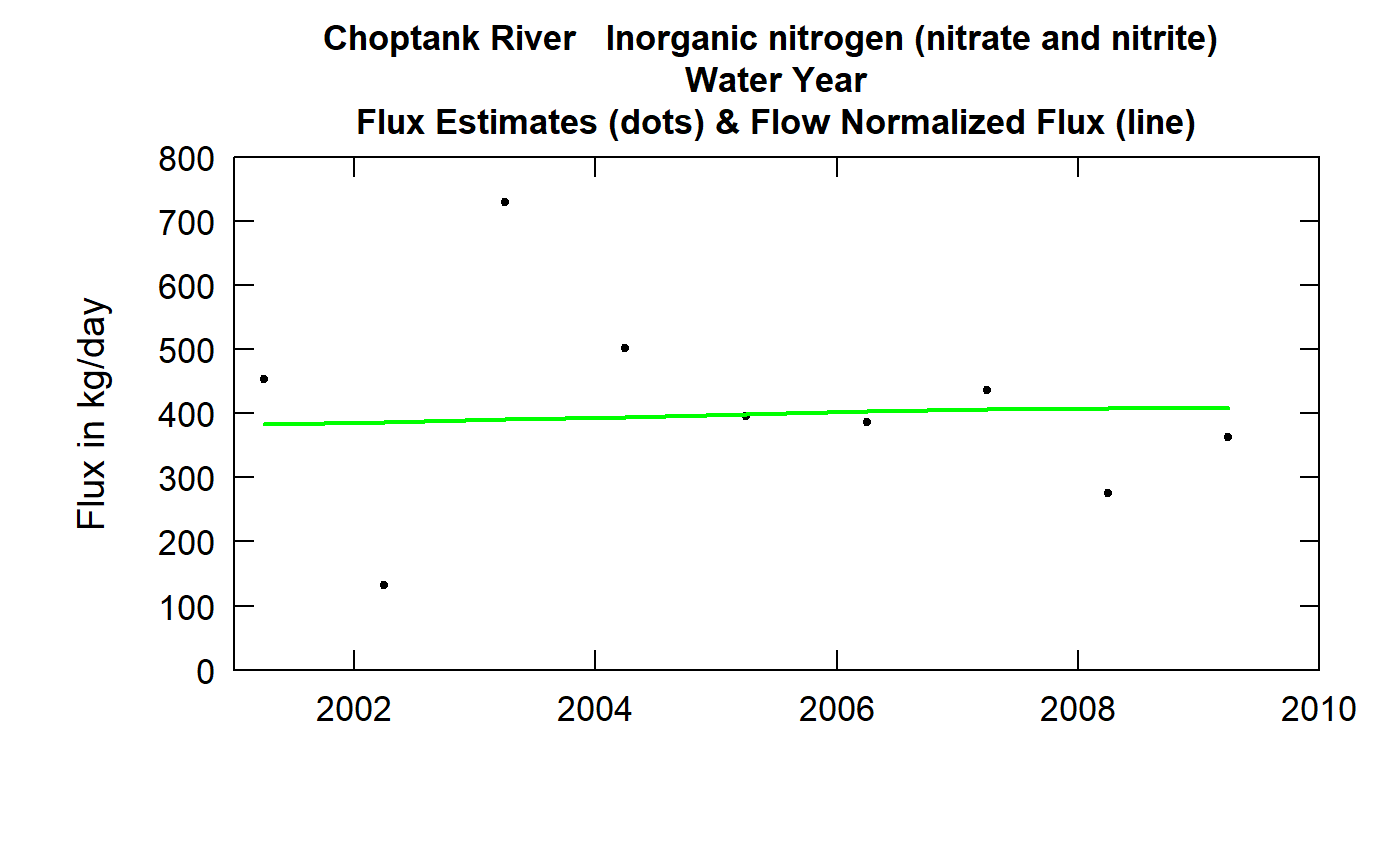 Choptank River   Inorganic nitrogen (nitrate and nitrite)
Water Year
Flux Estimates (dots) & Flow Normalized Flux (line)
800
700
600
500
400
300
200
100
0
Flux in kg/day
2002 2004 2006 2008 2010